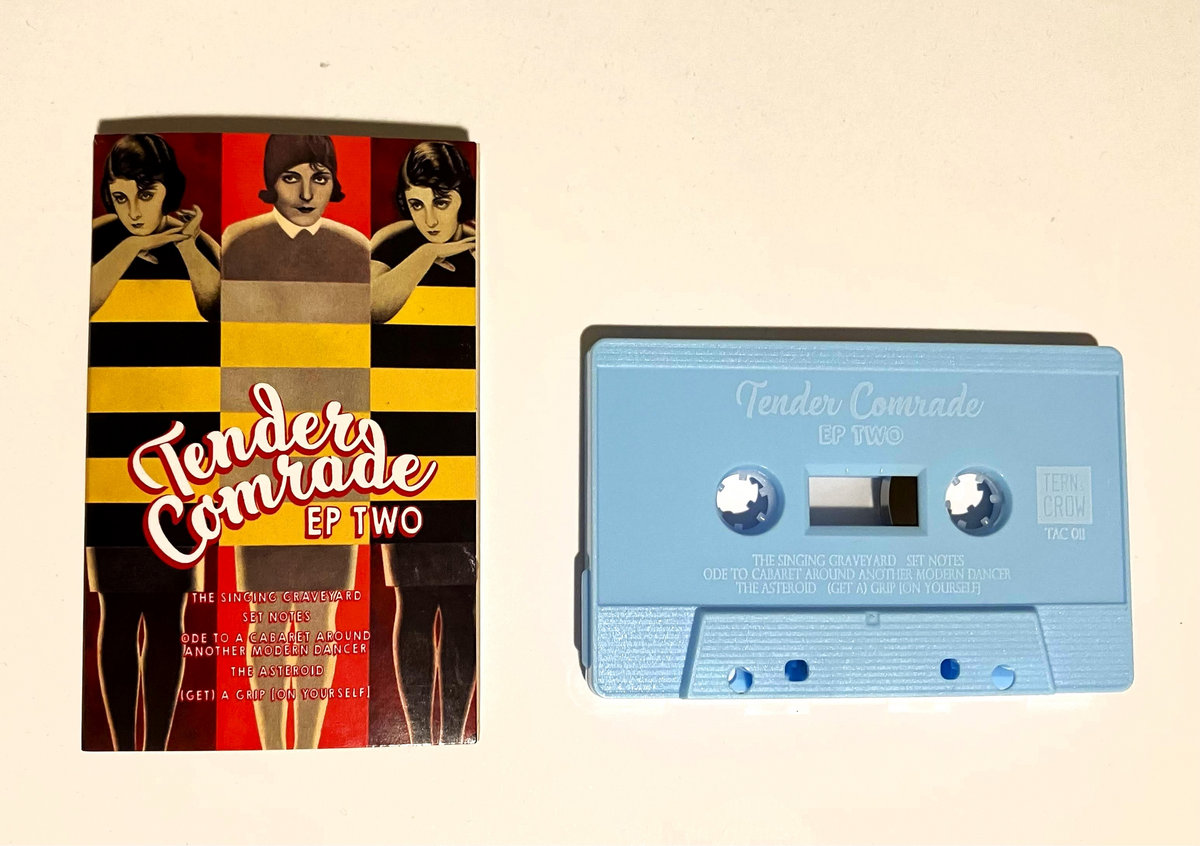 Tender
Comrade
EP TWO
THE SINGING GRAVEYARD
SET NOTES
ODE TO A CABARET AROUND
ANOTHER MODERN DANCER
THE ASTEROID
(GET) A GRIP [ON YOURSELF]
Tender Comrade
EP TWO
TERN &
CROW
TAC 011
THE SINGING GRAVEYARD SET NOTES
ODE TO CABARET AROUND ANOTHER MODERN DANCER
THE ASTEROID (GET A) GRIP [ON YOURSELF]